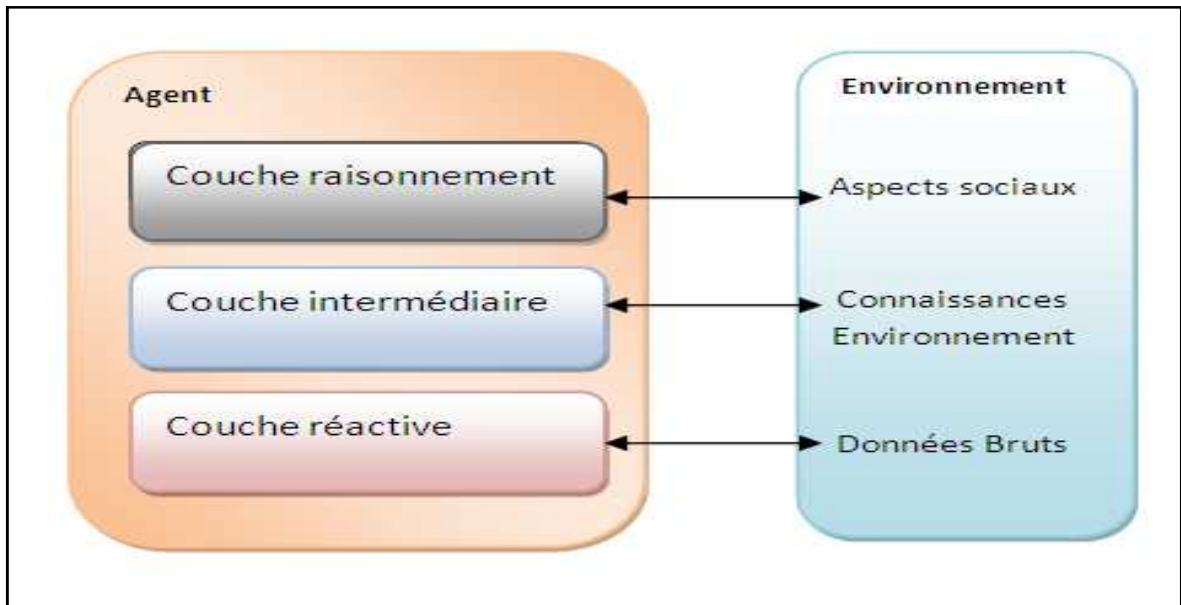 Agent
Couche raisonnement
Couche intermédiaire
Couche réactive
Environnement
Aspects sociaux
Connaissances
Environnement
Données Bruts